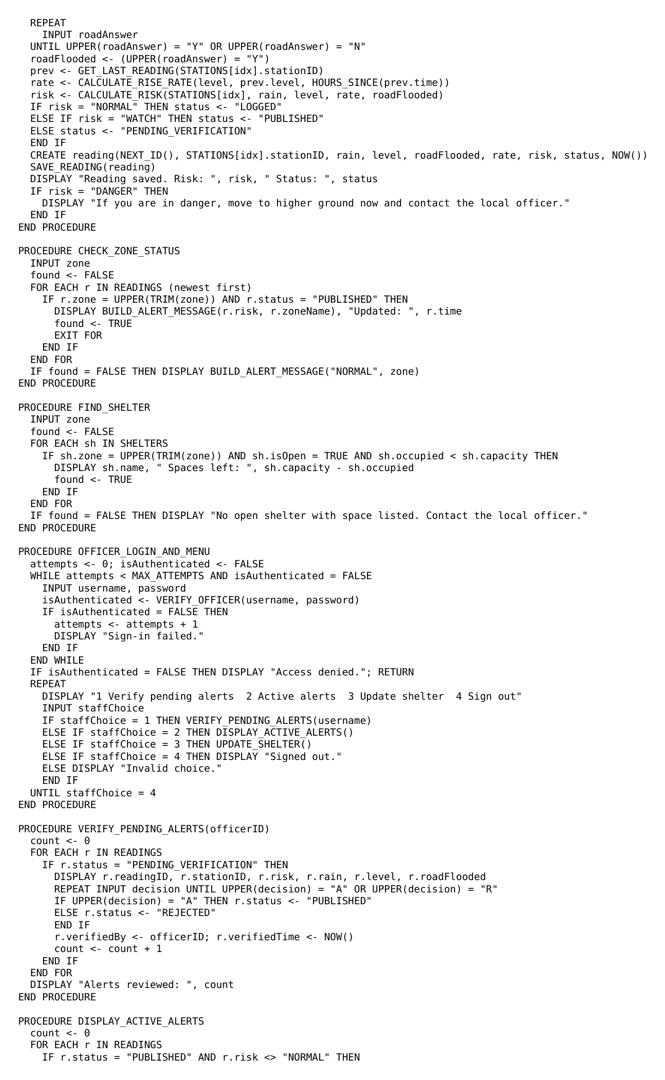 REPEAT
    INPUT roadAnswer
  UNTIL UPPER(roadAnswer) = "Y" OR UPPER(roadAnswer) = "N"
  roadFlooded <- (UPPER(roadAnswer) = "Y")
  prev <- GET_LAST_READING(STATIONS[idx].stationID)
  rate <- CALCULATE_RISE_RATE(level, prev.level, HOURS_SINCE(prev.time))
  risk <- CALCULATE_RISK(STATIONS[idx], rain, level, rate, roadFlooded)
  IF risk = "NORMAL" THEN status <- "LOGGED"
  ELSE IF risk = "WATCH" THEN status <- "PUBLISHED"
  ELSE status <- "PENDING_VERIFICATION"
  END IF
  CREATE reading(NEXT_ID(), STATIONS[idx].stationID, rain, level, roadFlooded, rate, risk, status, NOW())
  SAVE_READING(reading)
  DISPLAY "Reading saved. Risk: ", risk, " Status: ", status
  IF risk = "DANGER" THEN
    DISPLAY "If you are in danger, move to higher ground now and contact the local officer."
  END IF
END PROCEDURE

PROCEDURE CHECK_ZONE_STATUS
  INPUT zone
  found <- FALSE
  FOR EACH r IN READINGS (newest first)
    IF r.zone = UPPER(TRIM(zone)) AND r.status = "PUBLISHED" THEN
      DISPLAY BUILD_ALERT_MESSAGE(r.risk, r.zoneName), "Updated: ", r.time
      found <- TRUE
      EXIT FOR
    END IF
  END FOR
  IF found = FALSE THEN DISPLAY BUILD_ALERT_MESSAGE("NORMAL", zone)
END PROCEDURE

PROCEDURE FIND_SHELTER
  INPUT zone
  found <- FALSE
  FOR EACH sh IN SHELTERS
    IF sh.zone = UPPER(TRIM(zone)) AND sh.isOpen = TRUE AND sh.occupied < sh.capacity THEN
      DISPLAY sh.name, " Spaces left: ", sh.capacity - sh.occupied
      found <- TRUE
    END IF
  END FOR
  IF found = FALSE THEN DISPLAY "No open shelter with space listed. Contact the local officer."
END PROCEDURE

PROCEDURE OFFICER_LOGIN_AND_MENU
  attempts <- 0; isAuthenticated <- FALSE
  WHILE attempts < MAX_ATTEMPTS AND isAuthenticated = FALSE
    INPUT username, password
    isAuthenticated <- VERIFY_OFFICER(username, password)
    IF isAuthenticated = FALSE THEN
      attempts <- attempts + 1
      DISPLAY "Sign-in failed."
    END IF
  END WHILE
  IF isAuthenticated = FALSE THEN DISPLAY "Access denied."; RETURN
  REPEAT
    DISPLAY "1 Verify pending alerts  2 Active alerts  3 Update shelter  4 Sign out"
    INPUT staffChoice
    IF staffChoice = 1 THEN VERIFY_PENDING_ALERTS(username)
    ELSE IF staffChoice = 2 THEN DISPLAY_ACTIVE_ALERTS()
    ELSE IF staffChoice = 3 THEN UPDATE_SHELTER()
    ELSE IF staffChoice = 4 THEN DISPLAY "Signed out."
    ELSE DISPLAY "Invalid choice."
    END IF
  UNTIL staffChoice = 4
END PROCEDURE

PROCEDURE VERIFY_PENDING_ALERTS(officerID)
  count <- 0
  FOR EACH r IN READINGS
    IF r.status = "PENDING_VERIFICATION" THEN
      DISPLAY r.readingID, r.stationID, r.risk, r.rain, r.level, r.roadFlooded
      REPEAT INPUT decision UNTIL UPPER(decision) = "A" OR UPPER(decision) = "R"
      IF UPPER(decision) = "A" THEN r.status <- "PUBLISHED"
      ELSE r.status <- "REJECTED"
      END IF
      r.verifiedBy <- officerID; r.verifiedTime <- NOW()
      count <- count + 1
    END IF
  END FOR
  DISPLAY "Alerts reviewed: ", count
END PROCEDURE

PROCEDURE DISPLAY_ACTIVE_ALERTS
  count <- 0
  FOR EACH r IN READINGS
    IF r.status = "PUBLISHED" AND r.risk <> "NORMAL" THEN